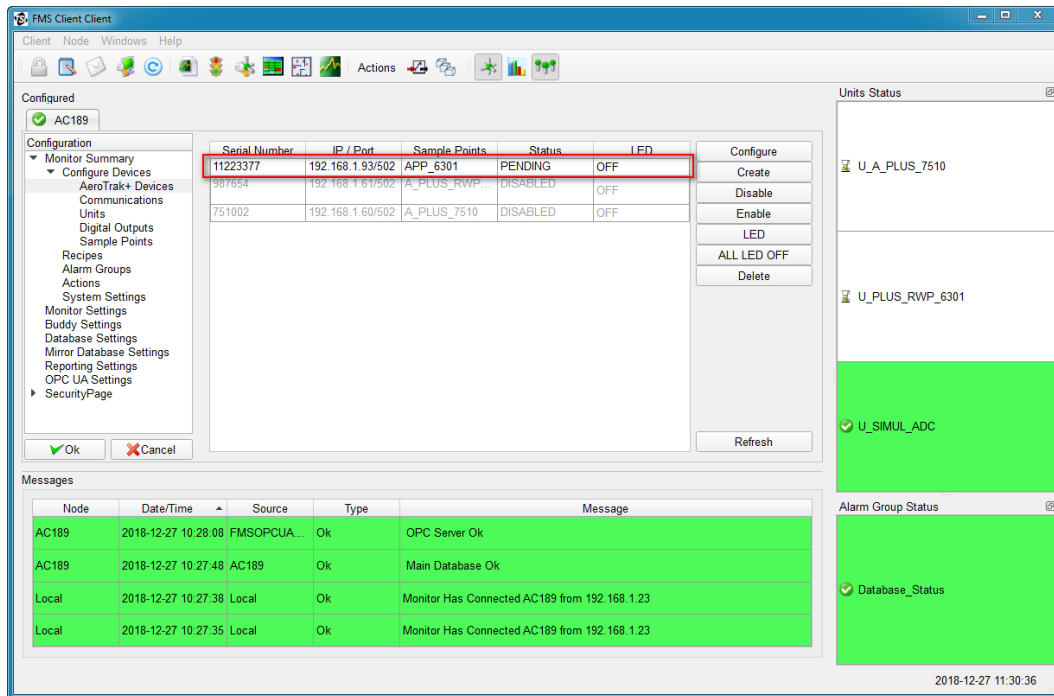 FMS Client Client
Client Node Windows Help
Actions
Configured
AC189
Configuration
Monitor Summary
Configure Devices
AeroTrak+ Devices
Communications
Units
Digital Outputs
Sample Points
Recipes
Alarm Groups
Actions
System Settings
Monitor Settings
Buddy Settings
Database Settings
Mirror Database Settings
Reporting Settings
OPC UA Settings
SecurityPage
Ok Cancel
Serial Number IP / Port Sample Points Status LED
11223377 192.168.1.93/502 APP_6301 PENDING OFF
987654 192.168.1.61/502 A_PLUS_RWP... DISABLED OFF
751002 192.168.1.60/502 A_PLUS_7510 DISABLED OFF
Configure
Create
Disable
Enable
LED
ALL LED OFF
Delete
Refresh
Messages
Node Date/Time Source Type Message
AC189 2018-12-27 10:28:08 FMSOPCUA... Ok OPC Server Ok
AC189 2018-12-27 10:27:48 AC189 Ok Main Database Ok
Local 2018-12-27 10:27:38 Local Ok Monitor Has Connected AC189 from 192.168.1.23
Local 2018-12-27 10:27:35 Local Ok Monitor Has Connected AC189 from 192.168.1.23
Units Status
U_A_PLUS_7510
U_PLUS_RWP_6301
U_SIMUL_ADC
Alarm Group Status
Database_Status
2018-12-27 11:30:36